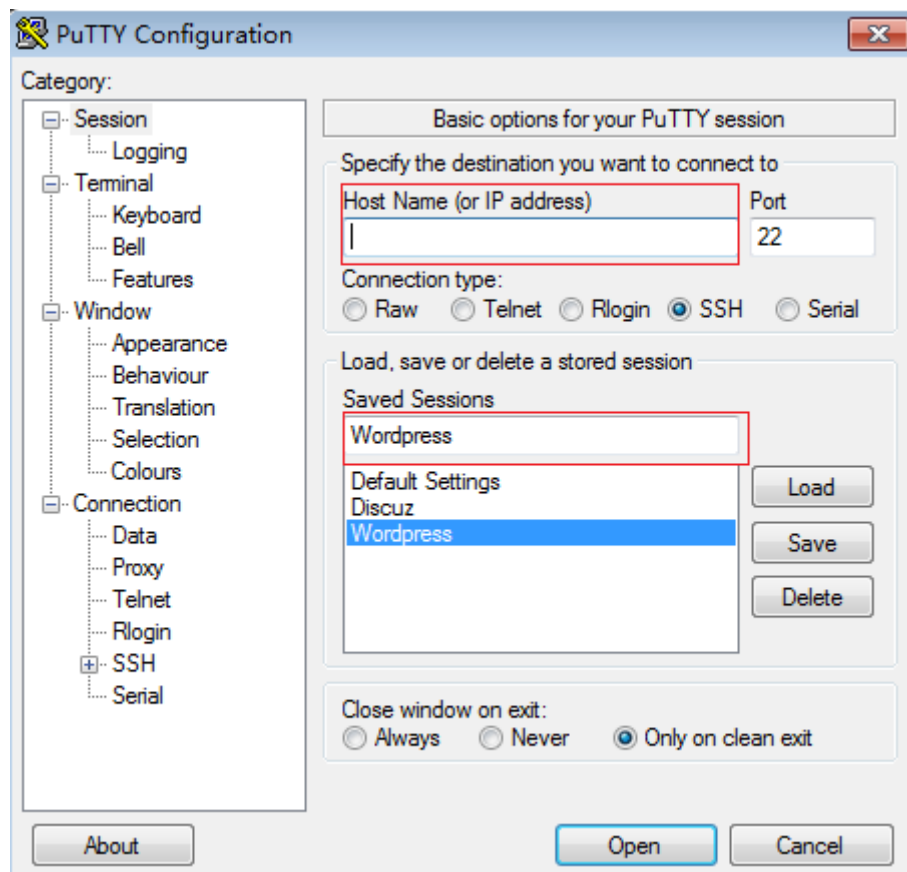 PuTTY Configuration
Category:
Session
Logging
Terminal
Keyboard
Bell
Features
Window
Appearance
Behaviour
Translation
Selection
Colours
Connection
Data
Proxy
Telnet
Rlogin
SSH
Serial
Basic options for your PuTTY session
Specify the destination you want to connect to
Host Name (or IP address) Port
22
Connection type:
Raw Telnet Rlogin SSH Serial
Load, save or delete a stored session
Saved Sessions
Wordpress
Default Settings
Discuz
Wordpress
Load
Save
Delete
Close window on exit:
Always Never Only on clean exit
About Open Cancel